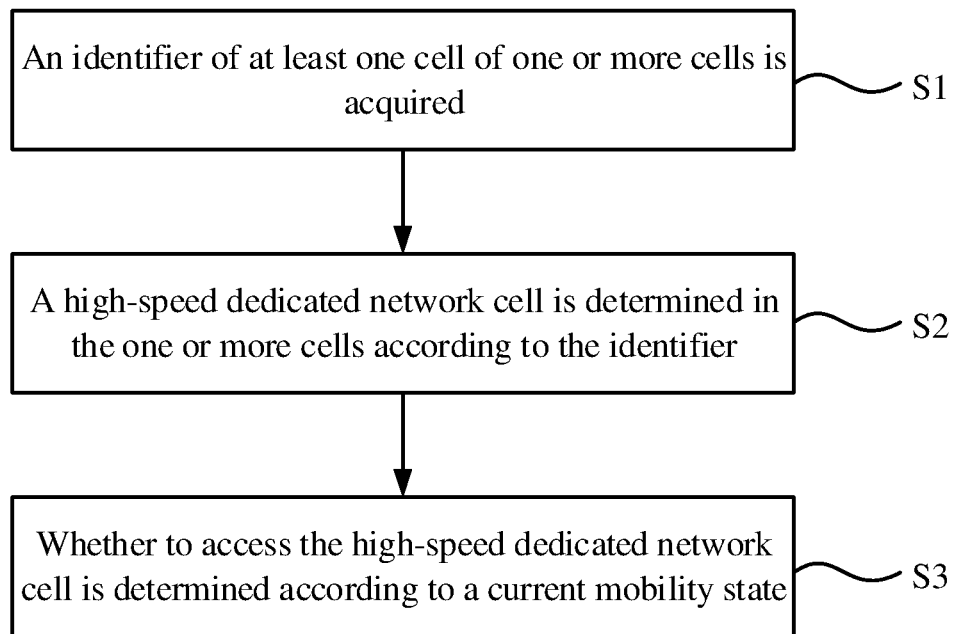 An identifier of at least one cell of one or more cells is
acquired
S1
A high-speed dedicated network cell is determined in
the one or more cells according to the identifier
S2
Whether to access the high-speed dedicated network
cell is determined according to a current mobility state
S3